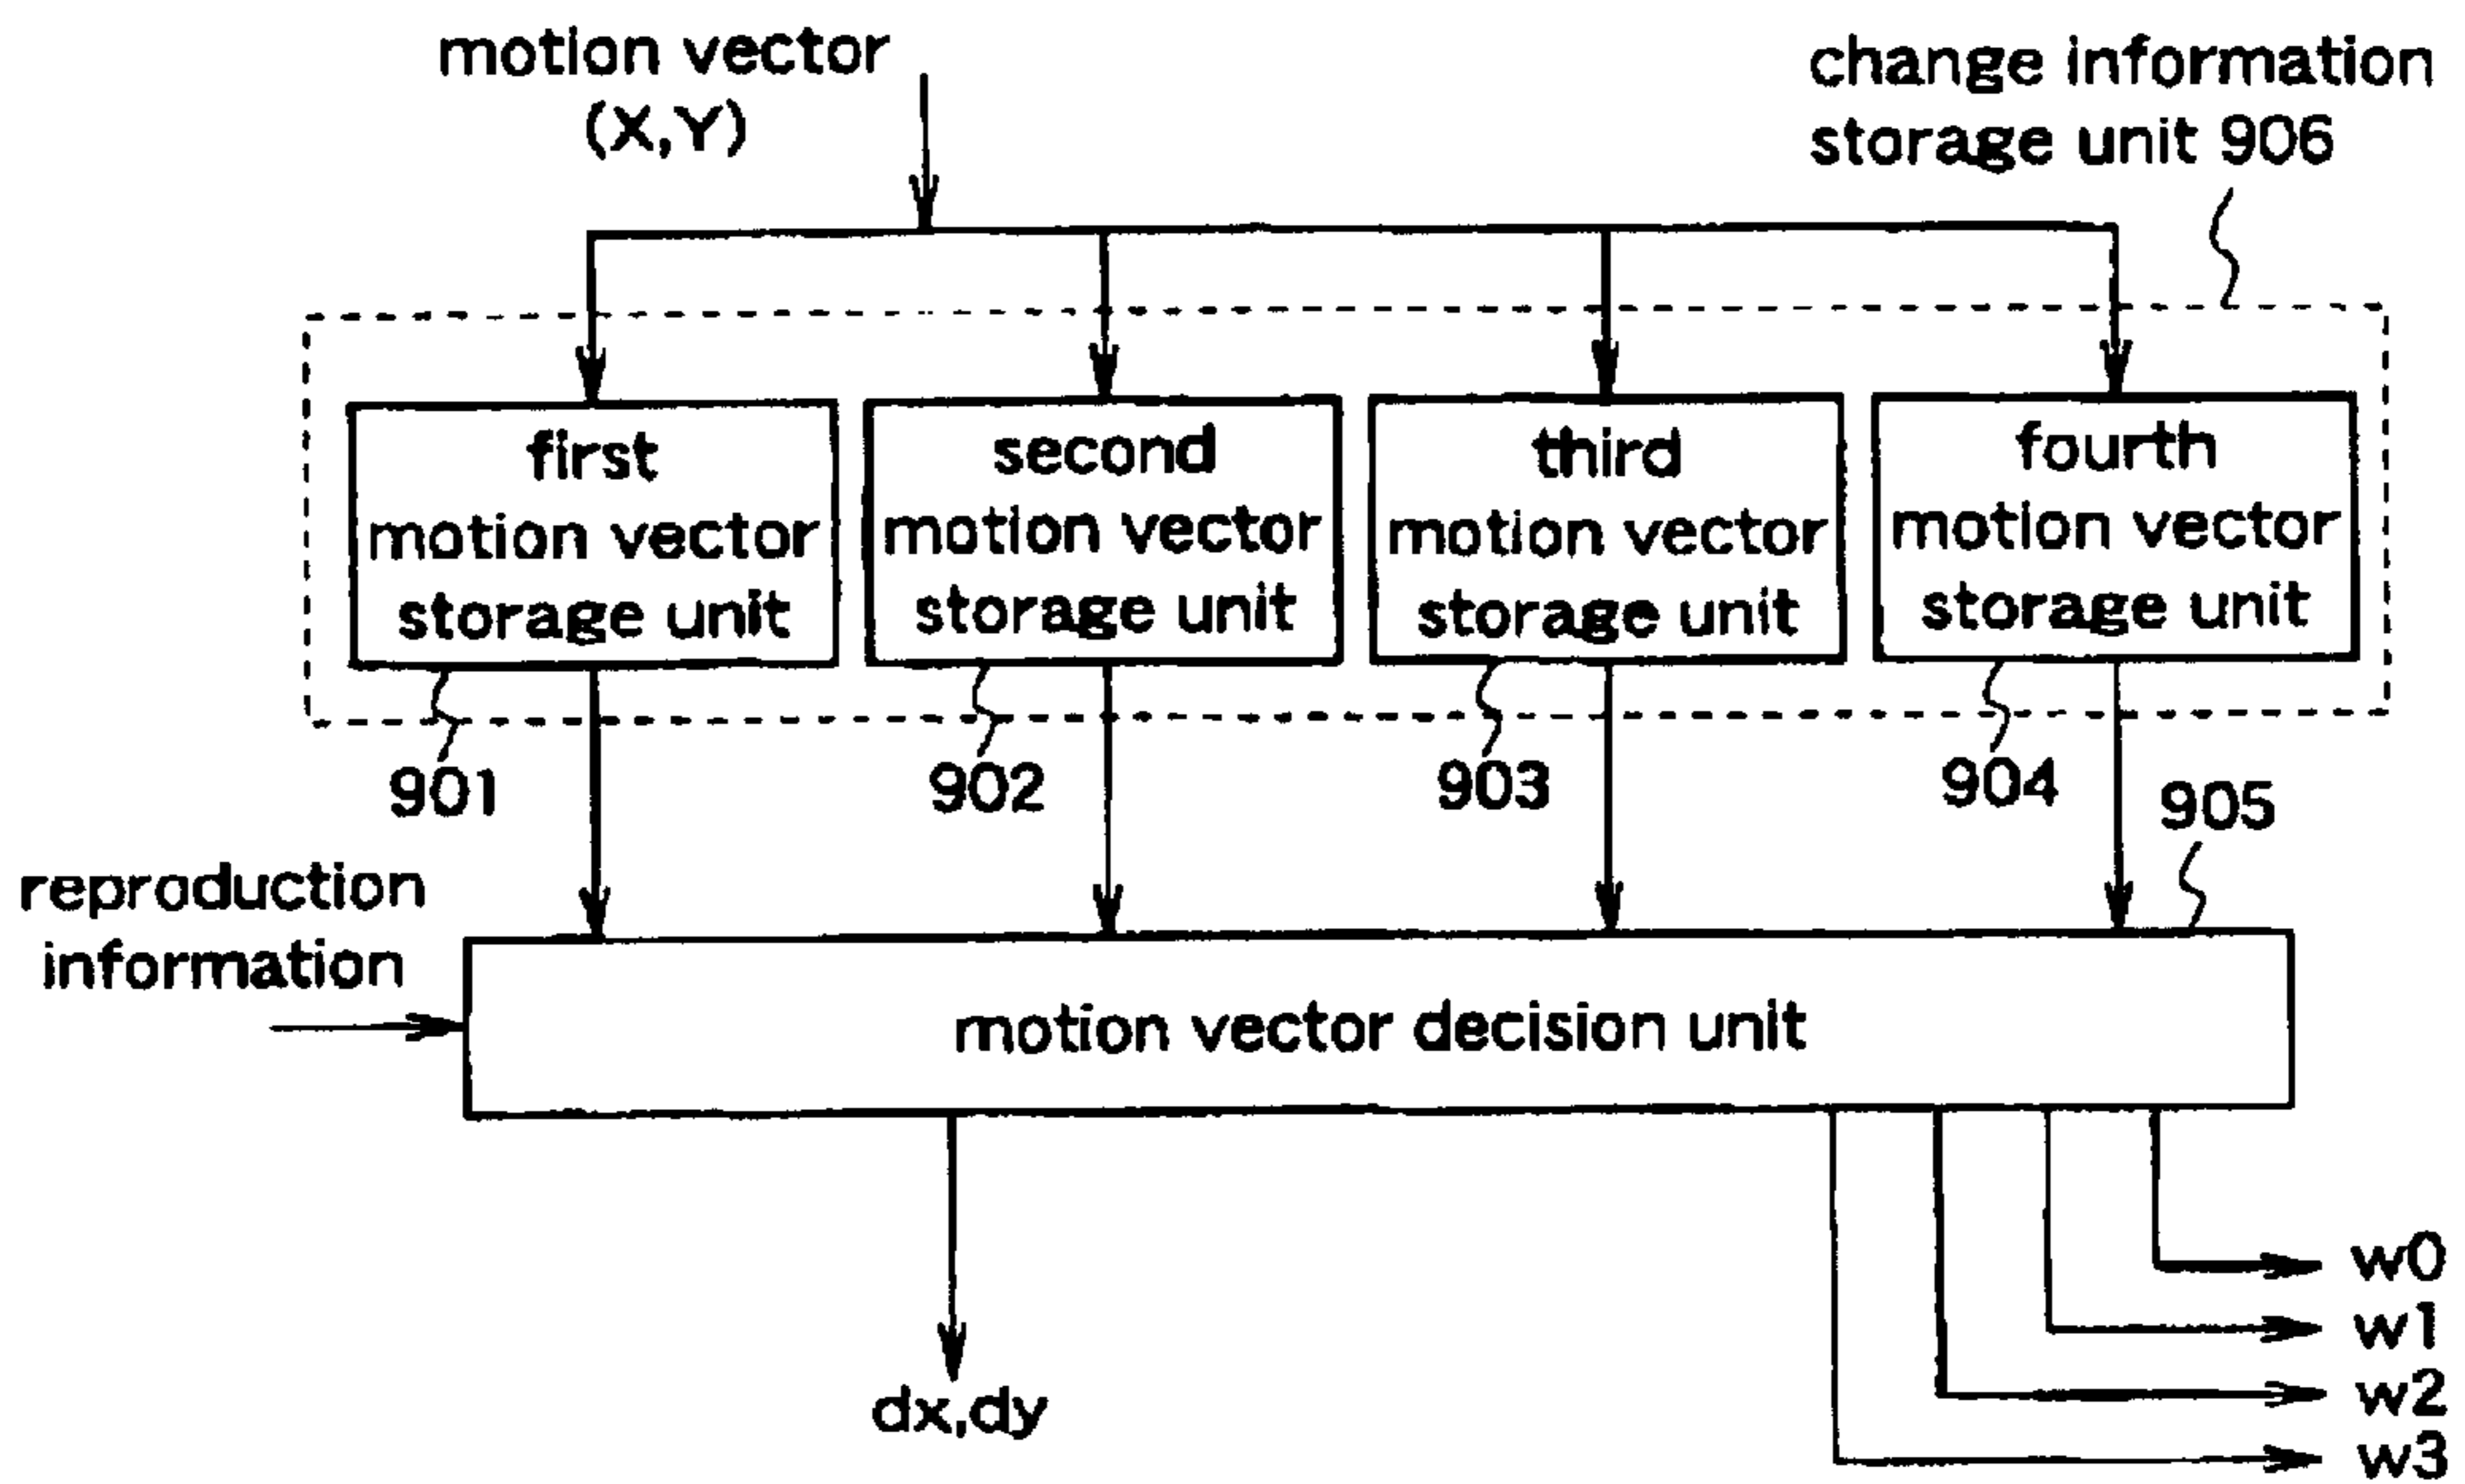 motion vector
(X,Y)
change information
storage unit 906
first
motion vector
storage unit
second
motion vector
storage unit
third
motion vector
storage unit
fourth
motion vector
storage unit
901
902
903
904
905
reproduction
information
motion vector decision unit
dx,dy
w0
w1
w2
w3